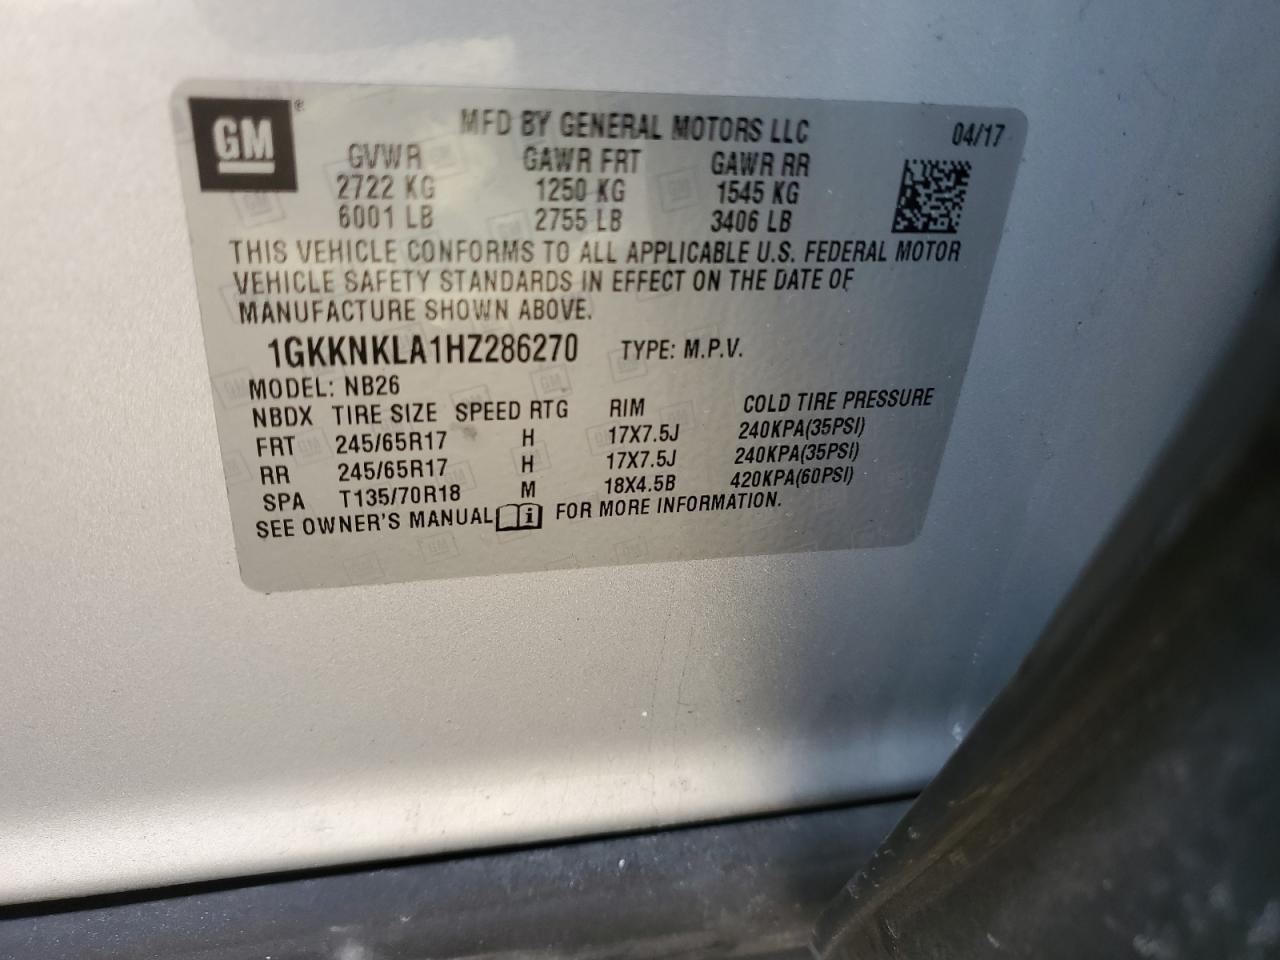 GM ®
MFD BY GENERAL MOTORS LLC 04/17
GVWR GAWR FRT GAWR RR
2722 KG 1250 KG 1545 KG
6001 LB 2755 LB 3406 LB
THIS VEHICLE CONFORMS TO ALL APPLICABLE U.S. FEDERAL MOTOR
VEHICLE SAFETY STANDARDS IN EFFECT ON THE DATE OF
MANUFACTURE SHOWN ABOVE.
1GKKNKLA1HZ286270 TYPE: M.P.V.
MODEL: NB26
NBDX TIRE SIZE SPEED RTG RIM COLD TIRE PRESSURE
FRT 245/65R17 H 17X7.5J 240KPA(35PSI)
RR 245/65R17 H 17X7.5J 240KPA(35PSI)
SPA T135/70R18 M 18X4.5B 420KPA(60PSI)
SEE OWNER'S MANUAL i FOR MORE INFORMATION.